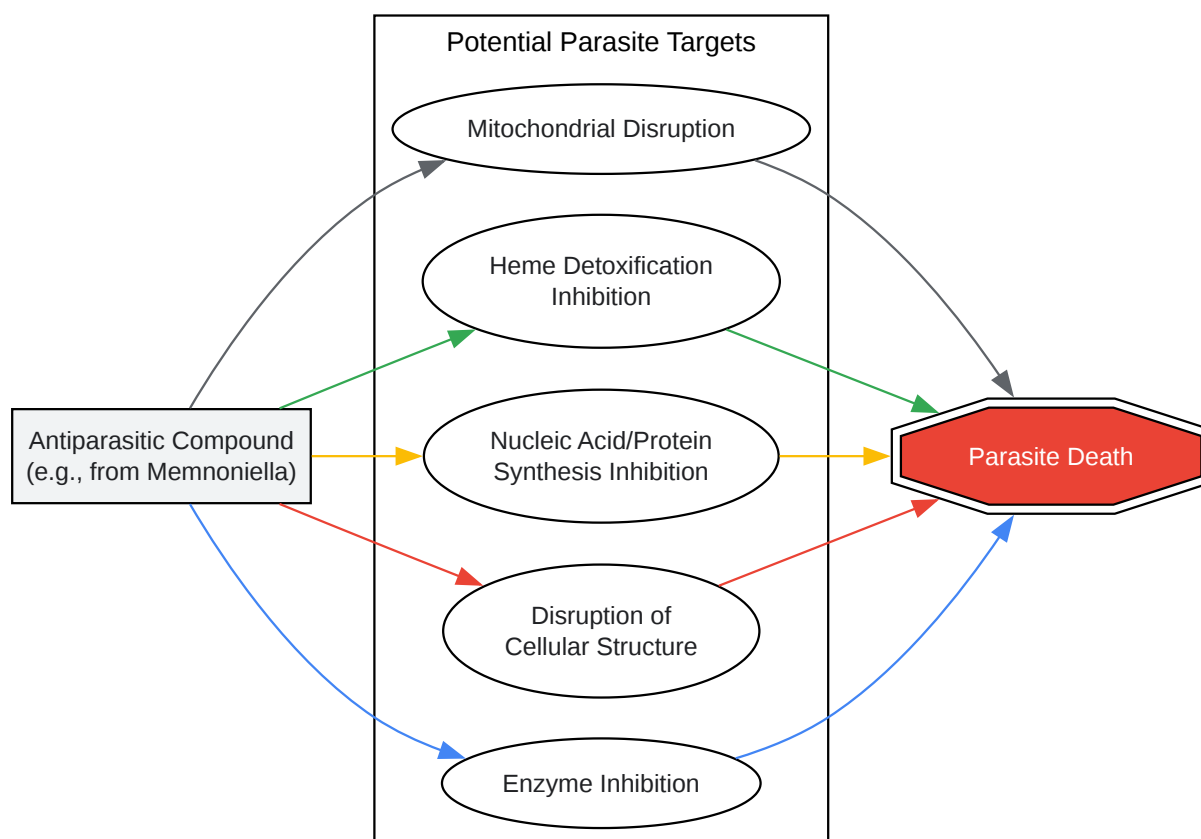 Potential Parasite Targets
Mitochondrial Disruption
Heme Detoxification
Inhibition
Antiparasitic Compound
(e.g., from Memnoniella)
Nucleic Acid/Protein
Synthesis Inhibition
Parasite Death
Disruption of
Cellular Structure
Enzyme Inhibition